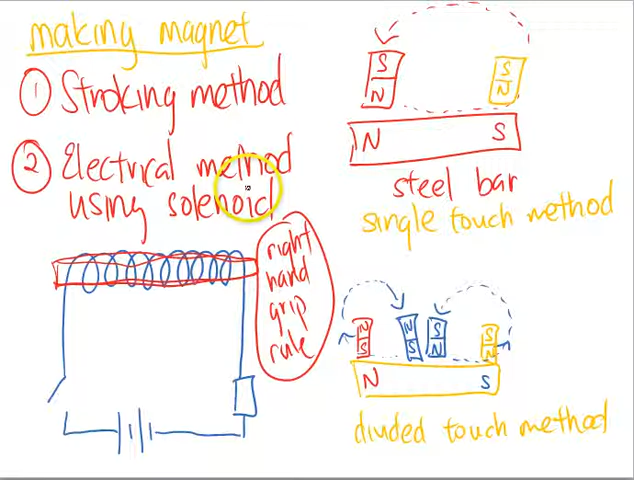 making magnet
① Stroking method
② Electrical method
using solenoid
right
hand
grip
rule
S
N
S
N
N S
steel bar
single touch method
N
S
N
S
S
N
S
N
N S
divided touch method